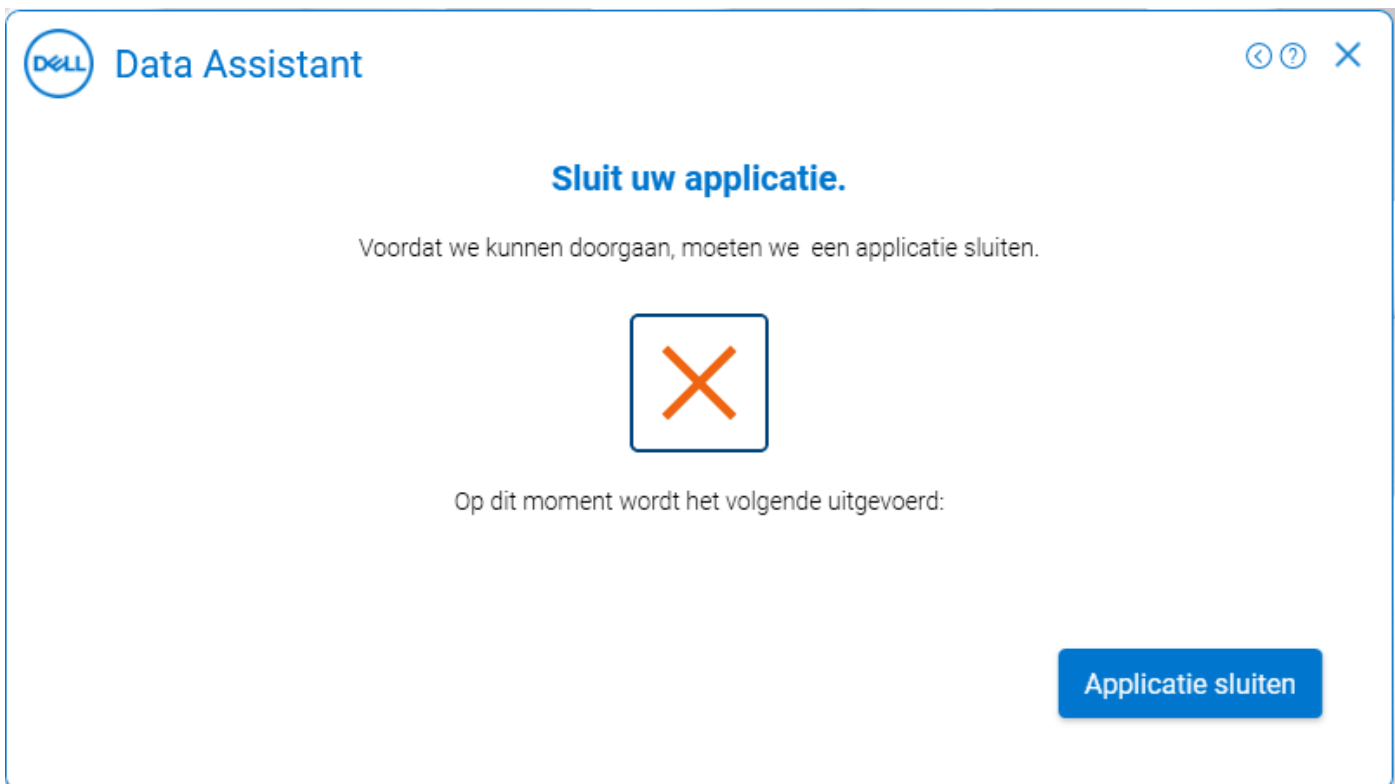 DELL Data Assistant
Sluit uw applicatie.
Voordat we kunnen doorgaan, moeten we  een applicatie sluiten.
Op dit moment wordt het volgende uitgevoerd:
Applicatie sluiten